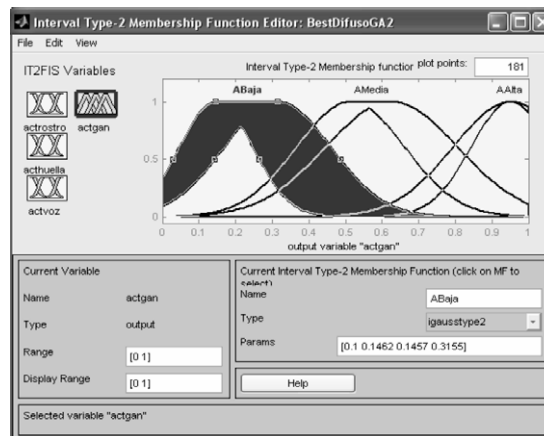 Interval Type-2 Membership Function Editor: BestDifusoGA2
File Edit View
IT2FIS Variables
Interval Type-2 Membership function plot points: 181
actrostro
actgan
acthuella
actvoz
ABaja AMedia AAlta
1
0.5
0
0 0.1 0.2 0.3 0.4 0.5 0.6 0.7 0.8 0.9 1
output variable "actgan"
Current Variable
Name actgan
Type output
Range [0 1]
Display Range [0 1]
Current Interval Type-2 Membership Function (click on MF to
select)
Name ABaja
Type igausstype2
Params [0.1 0.1462 0.1457 0.3155]
Help
Selected variable "actgan"